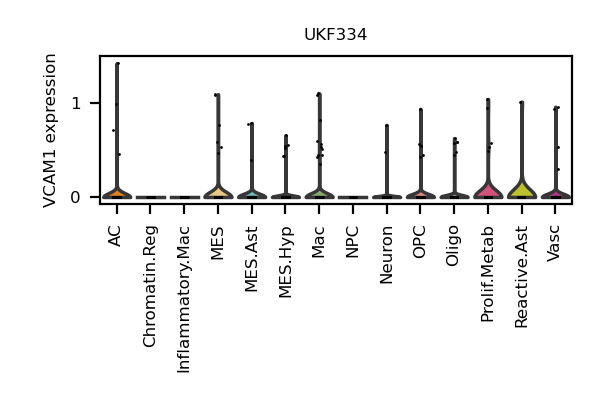 UKF334
VCAM1 expression
1
0
AC
Chromatin.Reg
Inflammatory.Mac
MES
MES.Ast
MES.Hyp
Mac
NPC
Neuron
OPC
Oligo
Prolif.Metab
Reactive.Ast
Vasc